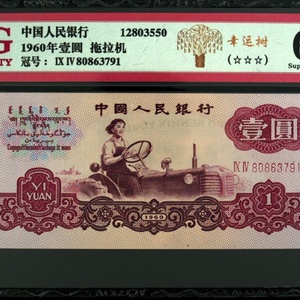 G
TY
中国人民银行 12803550
1960年壹圆 拖拉机
冠号: IX IV 80863791
幸运树
(☆☆☆)
Sup
中国人民银行
壹圆
IX IV 80863791
YI
YUAN
1960
1